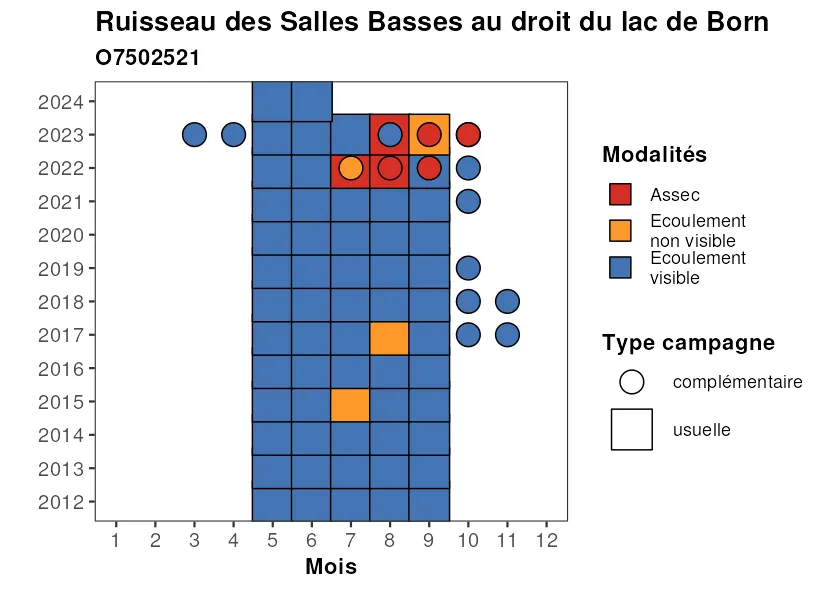 Ruisseau des Salles Basses au droit du lac de Born
O7502521
2024
2023
2022
2021
2020
2019
2018
2017
2016
2015
2014
2013
2012
1 2 3 4 5 6 7 8 9 10 11 12
Mois
Modalités
Assec
Ecoulement
non visible
Ecoulement
visible
Type campagne
complémentaire
usuelle